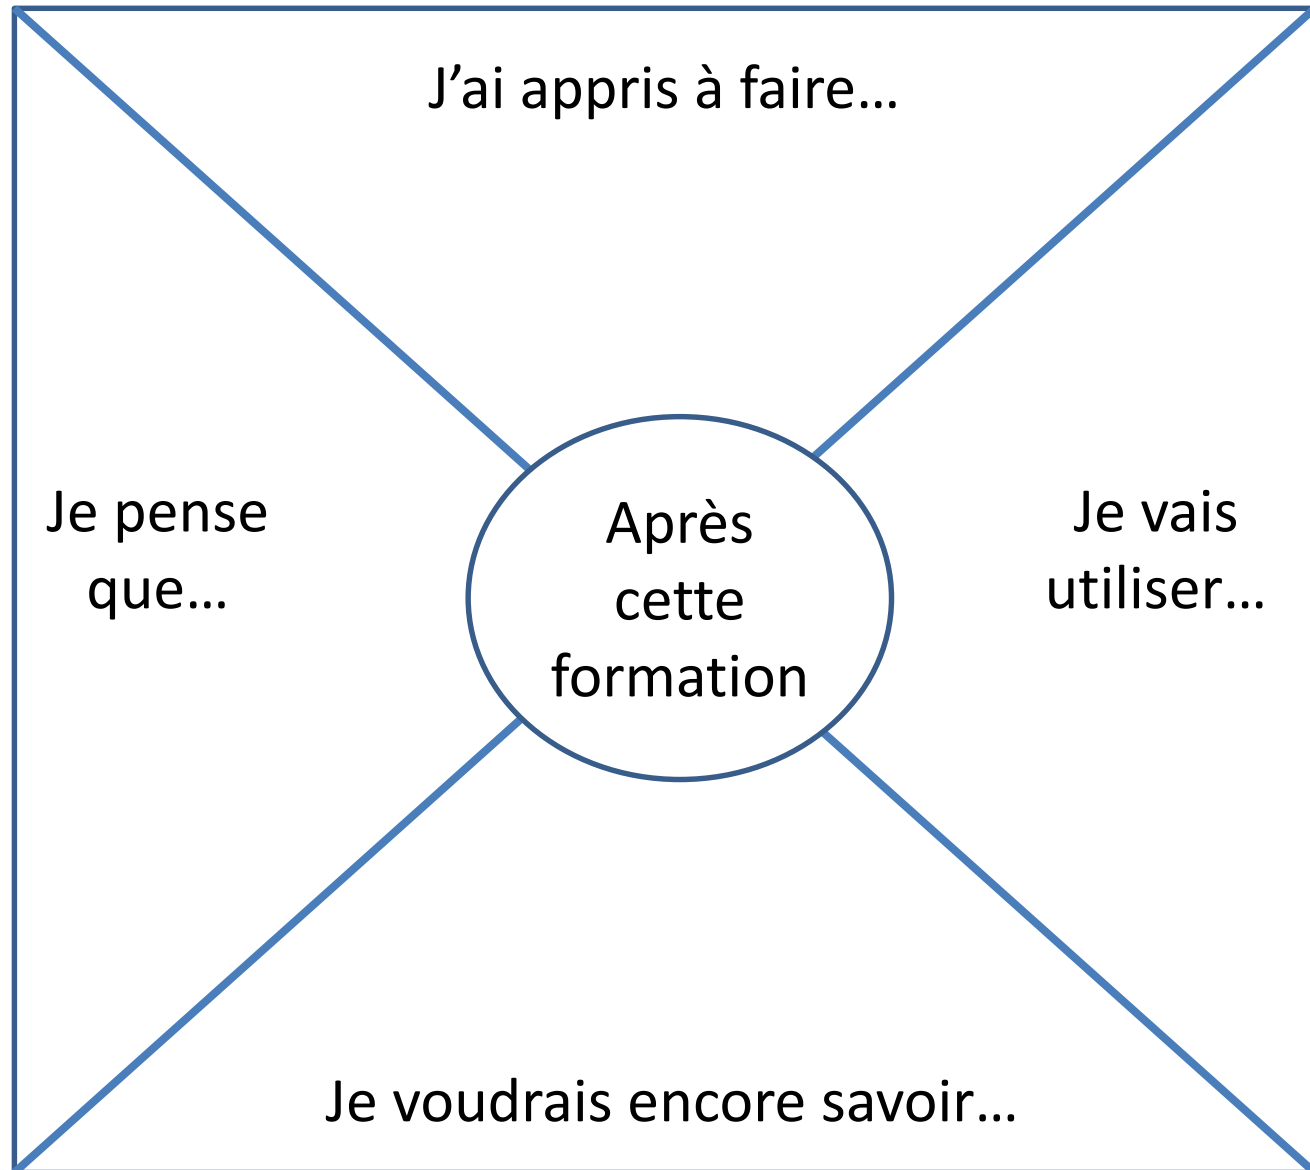 J’ai appris à faire…
Je pense
que…
Après
cette
formation
Je vais
utiliser…
Je voudrais encore savoir…